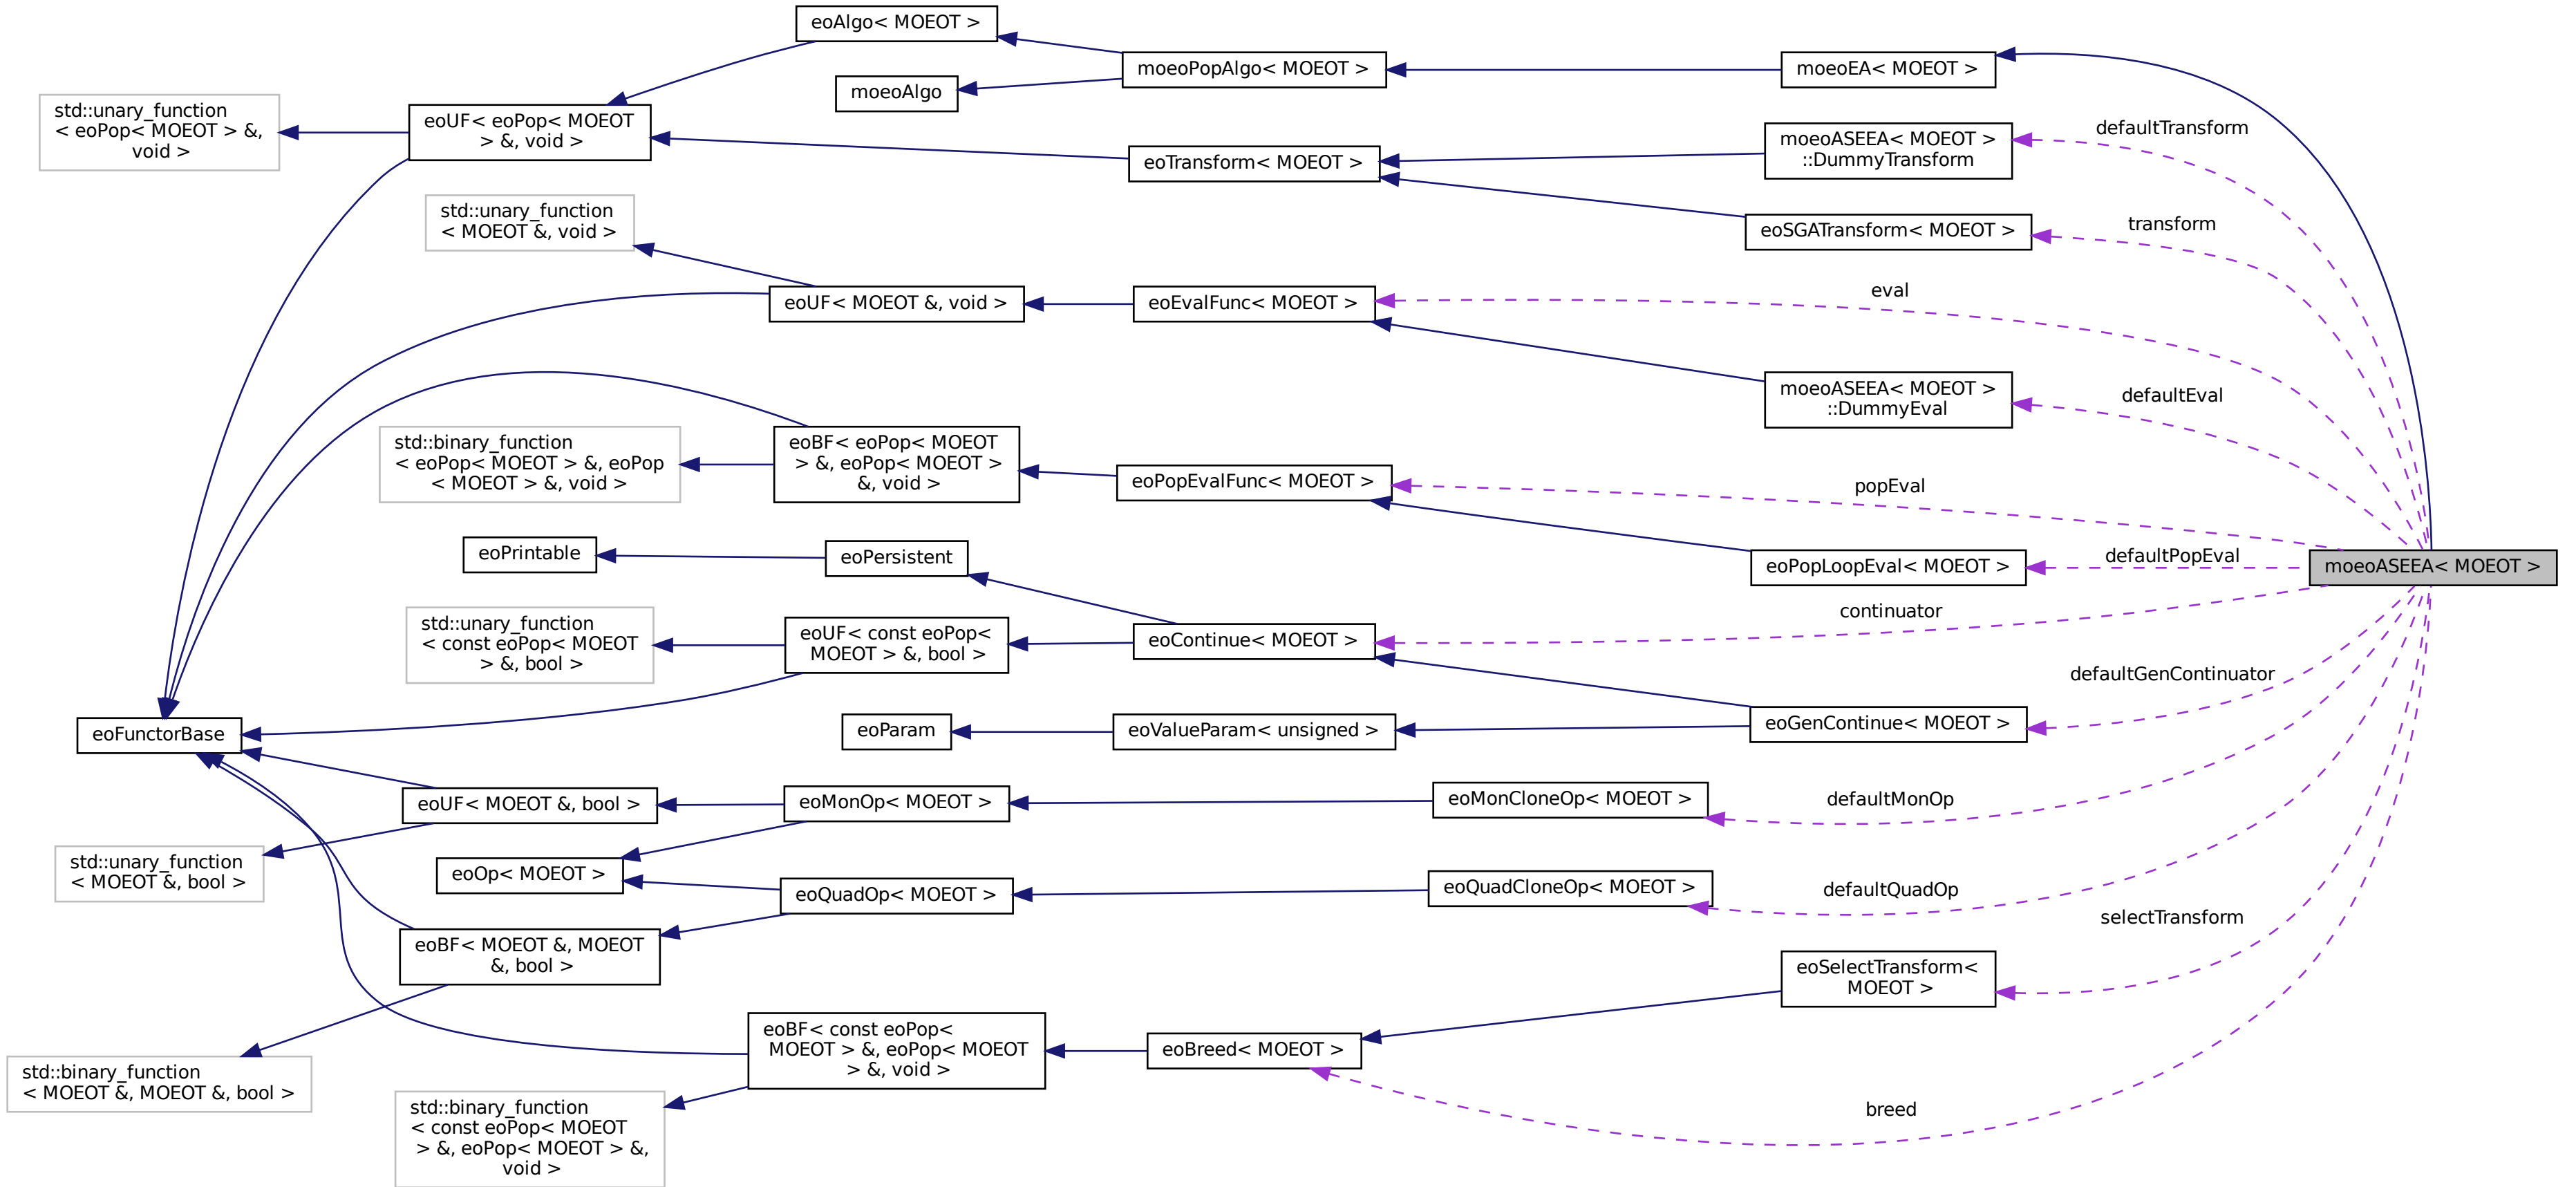 eoAlgo< MOEOT >
moeoPopAlgo< MOEOT >
moeoEA< MOEOT >
moeoAlgo
std::unary_function
< eoPop< MOEOT > &,
void >
eoUF< eoPop< MOEOT
> &, void >
defaultTransform
moeoASEEA< MOEOT >
::DummyTransform
eoTransform< MOEOT >
std::unary_function
< MOEOT &, void >
transform
eoSGATransform< MOEOT >
eval
eoUF< MOEOT &, void >
eoEvalFunc< MOEOT >
moeoASEEA< MOEOT >
::DummyEval
defaultEval
std::binary_function
< eoPop< MOEOT > &, eoPop
< MOEOT > &, void >
eoBF< eoPop< MOEOT
> &, eoPop< MOEOT >
&, void >
eoPopEvalFunc< MOEOT >
popEval
eoPrintable
eoPersistent
eoPopLoopEval< MOEOT >
defaultPopEval
moeoASEEA< MOEOT >
std::unary_function
< const eoPop< MOEOT
> &, bool >
eoUF< const eoPop<
MOEOT > &, bool >
eoContinue< MOEOT >
continuator
defaultGenContinuator
eoFunctorBase
eoParam
eoValueParam< unsigned >
eoGenContinue< MOEOT >
eoUF< MOEOT &, bool >
eoMonOp< MOEOT >
eoMonCloneOp< MOEOT >
defaultMonOp
std::unary_function
< MOEOT &, bool >
eoOp< MOEOT >
eoQuadOp< MOEOT >
eoQuadCloneOp< MOEOT >
defaultQuadOp
selectTransform
eoBF< MOEOT &, MOEOT
&, bool >
eoSelectTransform<
MOEOT >
std::binary_function
< MOEOT &, MOEOT &, bool >
eoBF< const eoPop<
MOEOT > &, eoPop< MOEOT
> &, void >
eoBreed< MOEOT >
std::binary_function
< const eoPop< MOEOT
> &, eoPop< MOEOT > &,
void >
breed